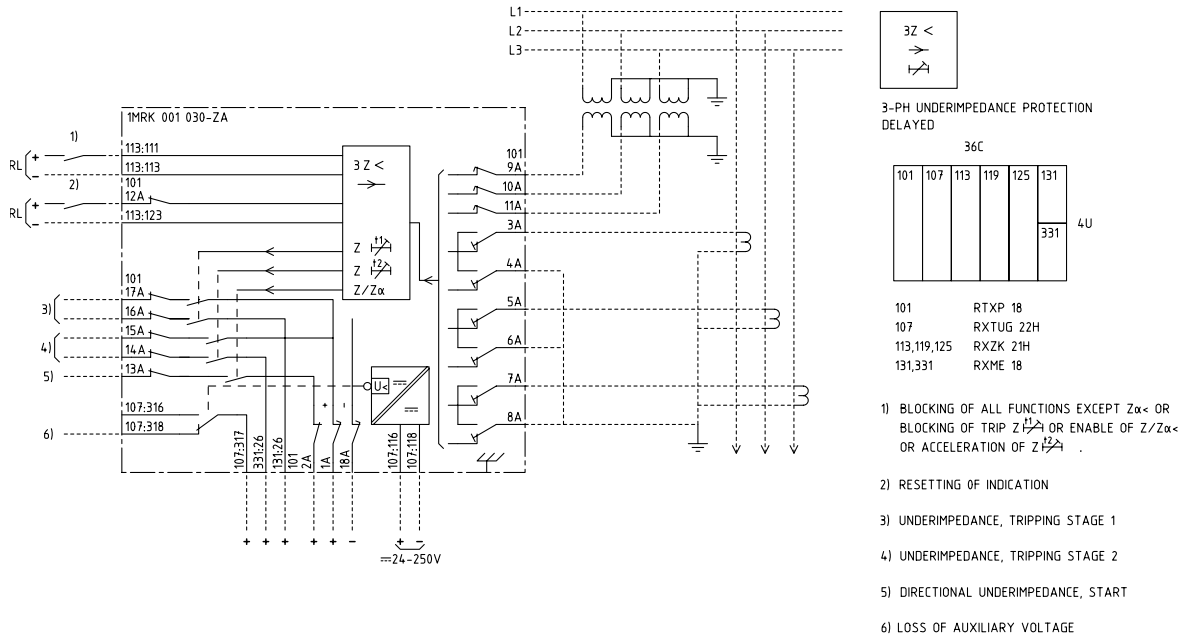 L1
L2
L3
1MRK 001 030-ZA
1)
RL
+
-
113:111
113:113
2)
RL
+
-
101
12A
113:123
3Z <
Z t1
Z t2
Z/Zα
101
9A
10A
11A
3A
4A
5A
6A
7A
8A
101
17A
3)
16A
15A
4)
14A
5)
13A
107:316
107:318
6)
U<
+
107:317
331:26
131:26
101
2A
1A
18A
107:116
107:118
+ + + + + - + -
24-250V
3Z <
3-PH UNDERIMPEDANCE PROTECTION
DELAYED
36C
101 107 113 119 125 131
331
4U
101 RTXP 18
107 RXTUG 22H
113,119,125 RXZK 21H
131,331 RXME 18
1) BLOCKING OF ALL FUNCTIONS EXCEPT Zα< OR
BLOCKING OF TRIP Z t1 OR ENABLE OF Z/Zα<
OR ACCELERATION OF Z t2 .
2) RESETTING OF INDICATION
3) UNDERIMPEDANCE, TRIPPING STAGE 1
4) UNDERIMPEDANCE, TRIPPING STAGE 2
5) DIRECTIONAL UNDERIMPEDANCE, START
6) LOSS OF AUXILIARY VOLTAGE